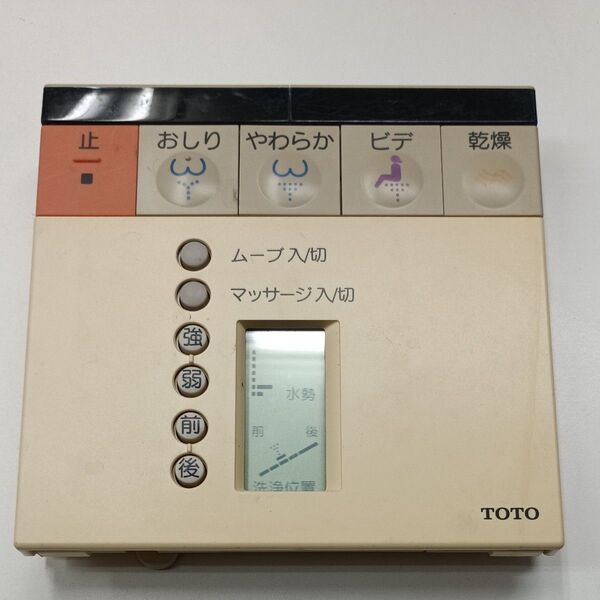 止 おしり やわらか ビデ 乾燥
ムーブ入/切
マッサージ入/切
強
弱
前
後
水勢
前 後
洗浄位置
TOTO